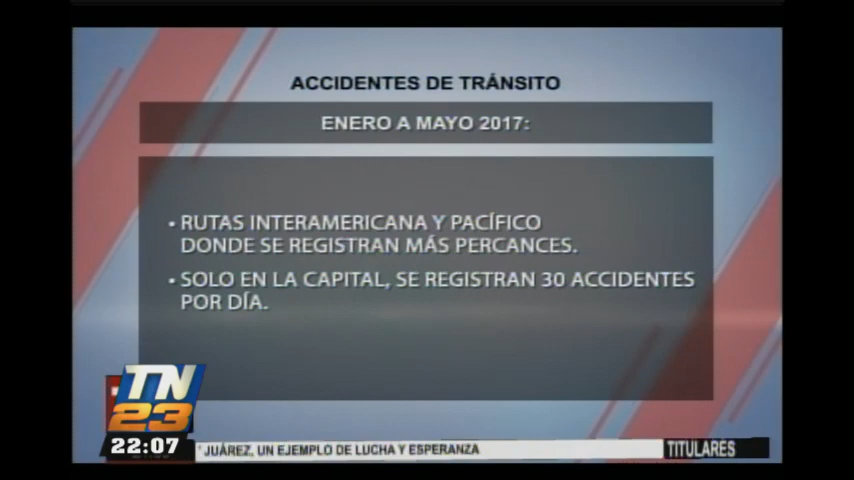 ACCIDENTES DE TRÁNSITO
ENERO A MAYO 2017:
• RUTAS INTERAMERICANA Y PACÍFICO
DONDE SE REGISTRAN MÁS PERCANCES.
• SOLO EN LA CAPITAL, SE REGISTRAN 30 ACCIDENTES
POR DÍA.
TN
23
22:07
JUÁREZ, UN EJEMPLO DE LUCHA Y ESPERANZA
TITULARES